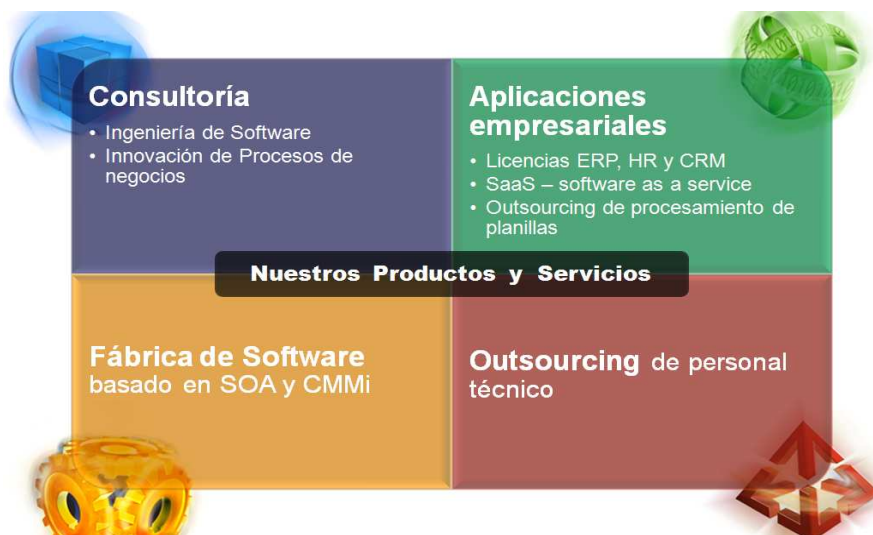 Consultoría
• Ingeniería de Software
• Innovación de Procesos de
negocios
Aplicaciones
empresariales
• Licencias ERP, HR y CRM
• SaaS – software as a service
• Outsourcing de procesamiento de
planillas
Nuestros Productos y Servicios
Fábrica de Software
basado en SOA y CMMi
Outsourcing de personal
técnico